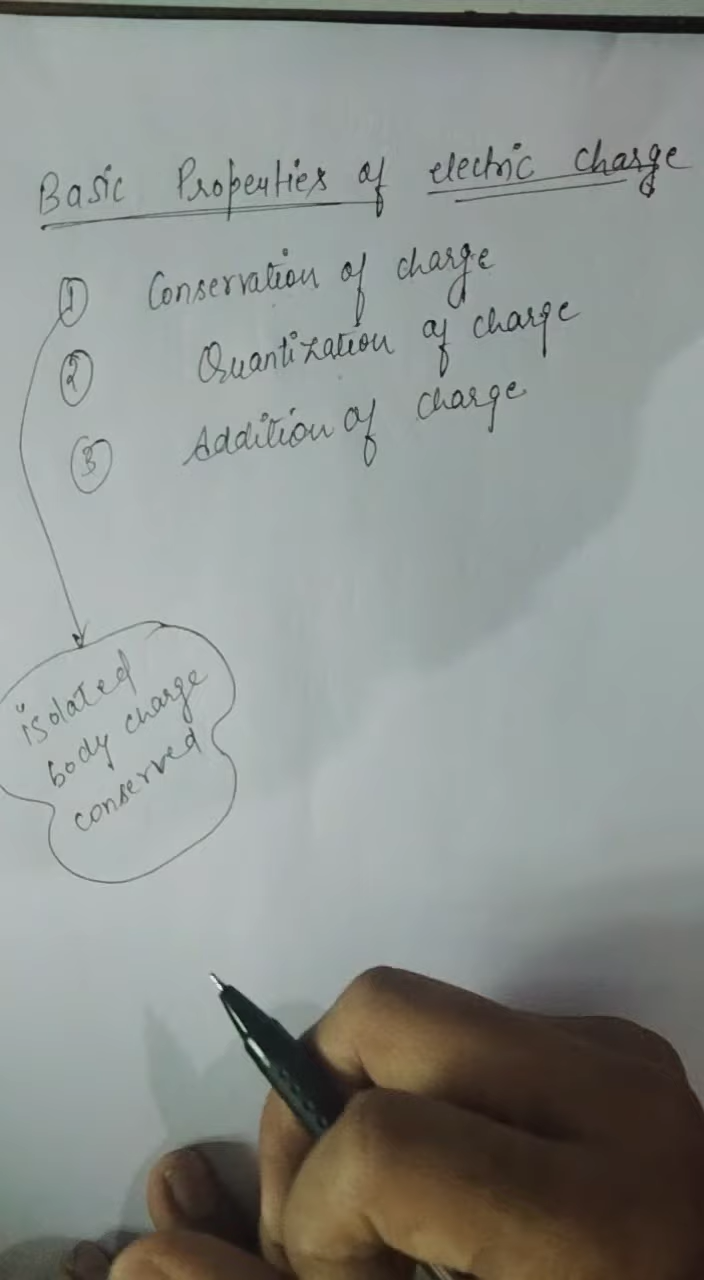 Basic Properties of electric charge
① Conservation of charge
② Quantization of charge
③ Addition of charge
isolated
body charge
conserved